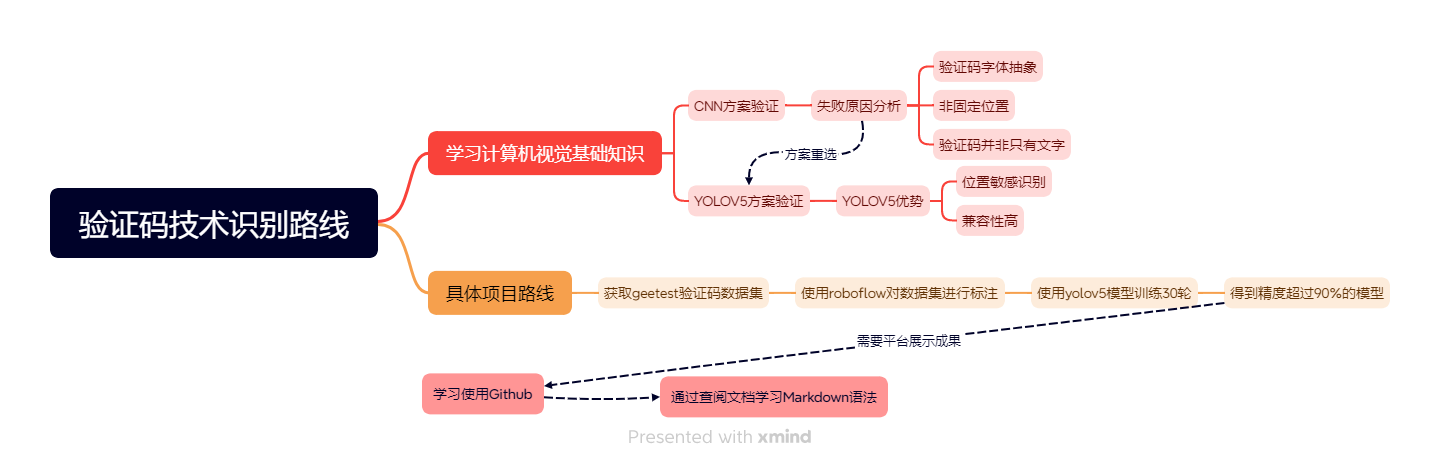 验证码技术识别路线
学习计算机视觉基础知识
CNN方案验证
失败原因分析
验证码字体抽象
非固定位置
验证码并非只有文字
方案重选
YOLOV5方案验证
YOLOV5优势
位置敏感识别
兼容性高
具体项目路线
获取geetest验证码数据集
使用roboflow对数据集进行标注
使用yolov5模型训练30轮
得到精度超过90%的模型
需要平台展示成果
学习使用Github
通过查阅文档学习Markdown语法
Presented with xmind